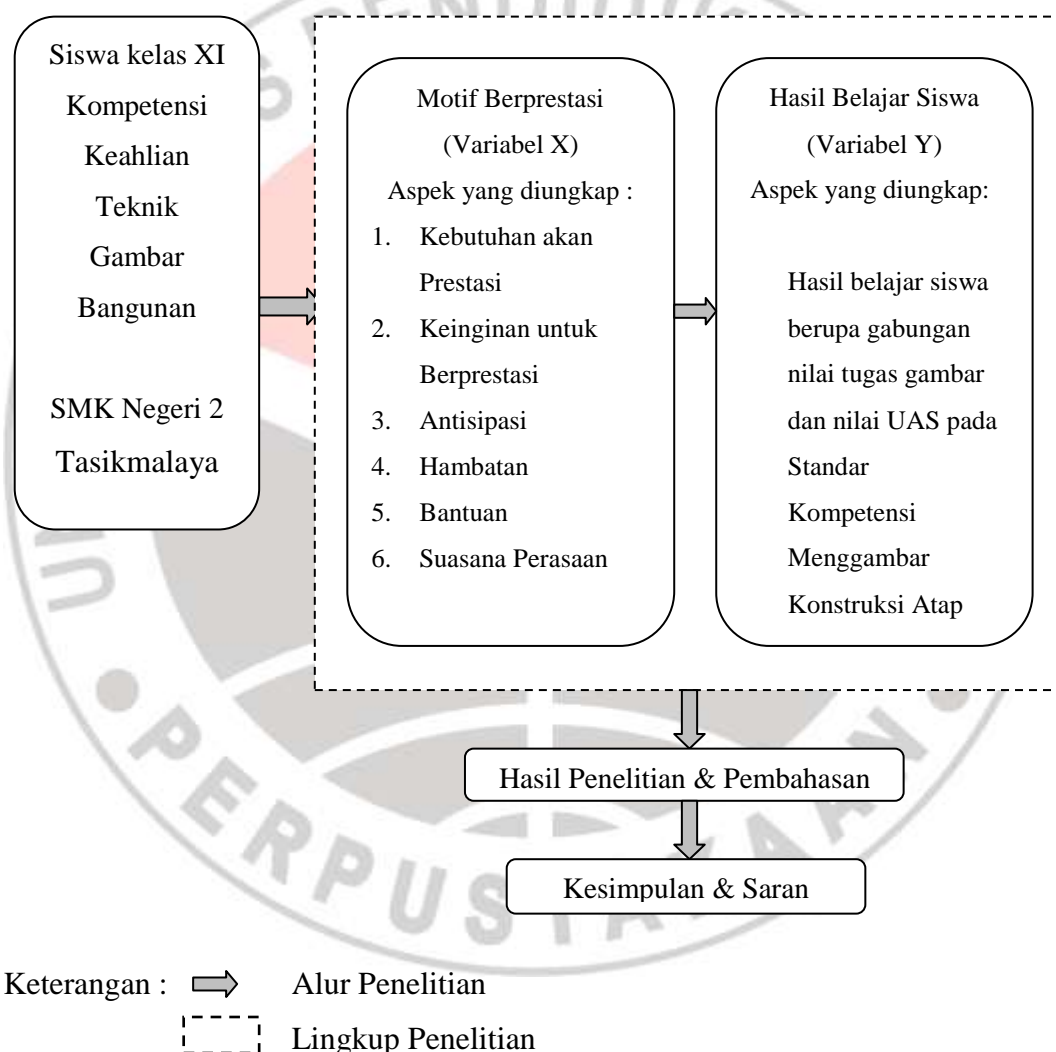 Siswa kelas XI
Kompetensi
Keahlian
Teknik
Gambar
Bangunan
SMK Negeri 2
Tasikmalaya
Motif Berprestasi
(Variabel X)
Aspek yang diungkap :
1. Kebutuhan akan
Prestasi
2. Keinginan untuk
Berprestasi
3. Antisipasi
4. Hambatan
5. Bantuan
6. Suasana Perasaan
Hasil Belajar Siswa
(Variabel Y)
Aspek yang diungkap:
Hasil belajar siswa
berupa gabungan
nilai tugas gambar
dan nilai UAS pada
Standar
Kompetensi
Menggambar
Konstruksi Atap
Hasil Penelitian & Pembahasan
Kesimpulan & Saran
Keterangan :
Alur Penelitian
Lingkup Penelitian
PERPUSTAKAAN